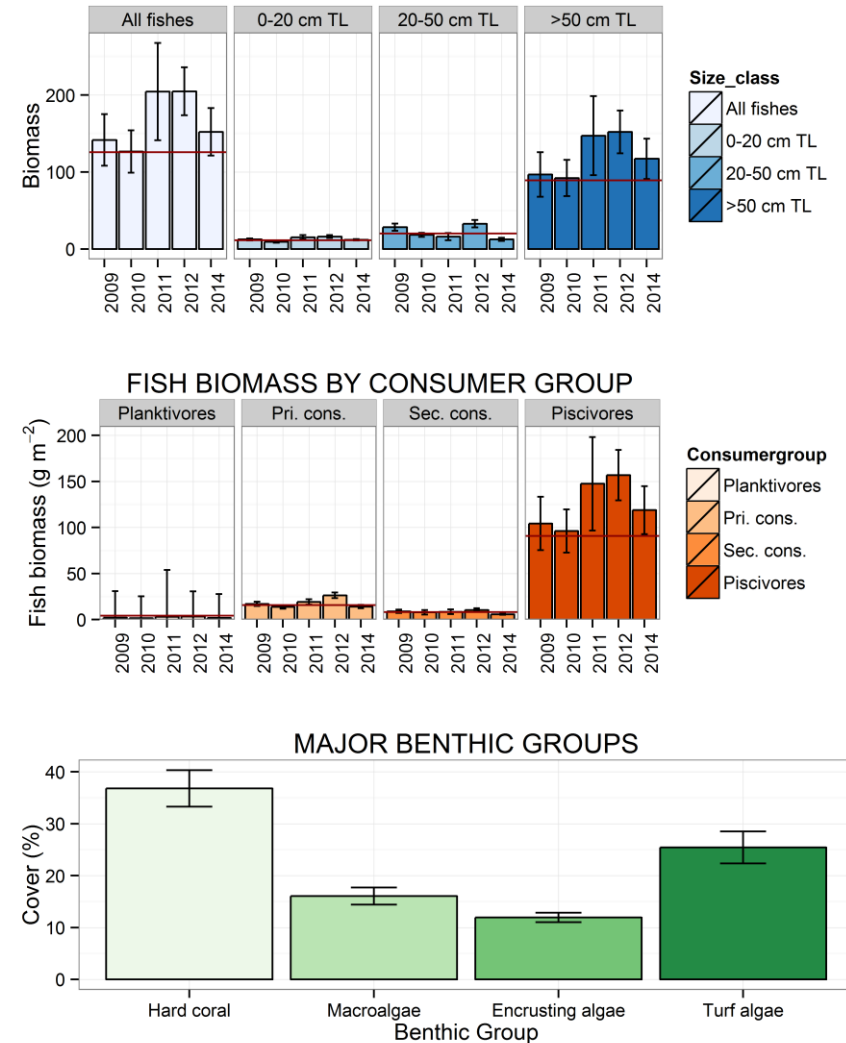 All fishes 0-20 cm TL 20-50 cm TL >50 cm TL
Biomass
200
100
0
2009 2010 2011 2012 2014 2009 2010 2011 2012 2014 2009 2010 2011 2012 2014 2009 2010 2011 2012 2014
Size_class
All fishes
0-20 cm TL
20-50 cm TL
>50 cm TL
FISH BIOMASS BY CONSUMER GROUP
Planktivores Pri. cons. Sec. cons. Piscivores
Fish biomass (g m⁻²)
200
150
100
50
0
2009 2010 2011 2012 2014 2009 2010 2011 2012 2014 2009 2010 2011 2012 2014 2009 2010 2011 2012 2014
Consumergroup
Planktivores
Pri. cons.
Sec. cons.
Piscivores
MAJOR BENTHIC GROUPS
Cover (%)
40
30
20
10
0
Hard coral Macroalgae Encrusting algae Turf algae
Benthic Group